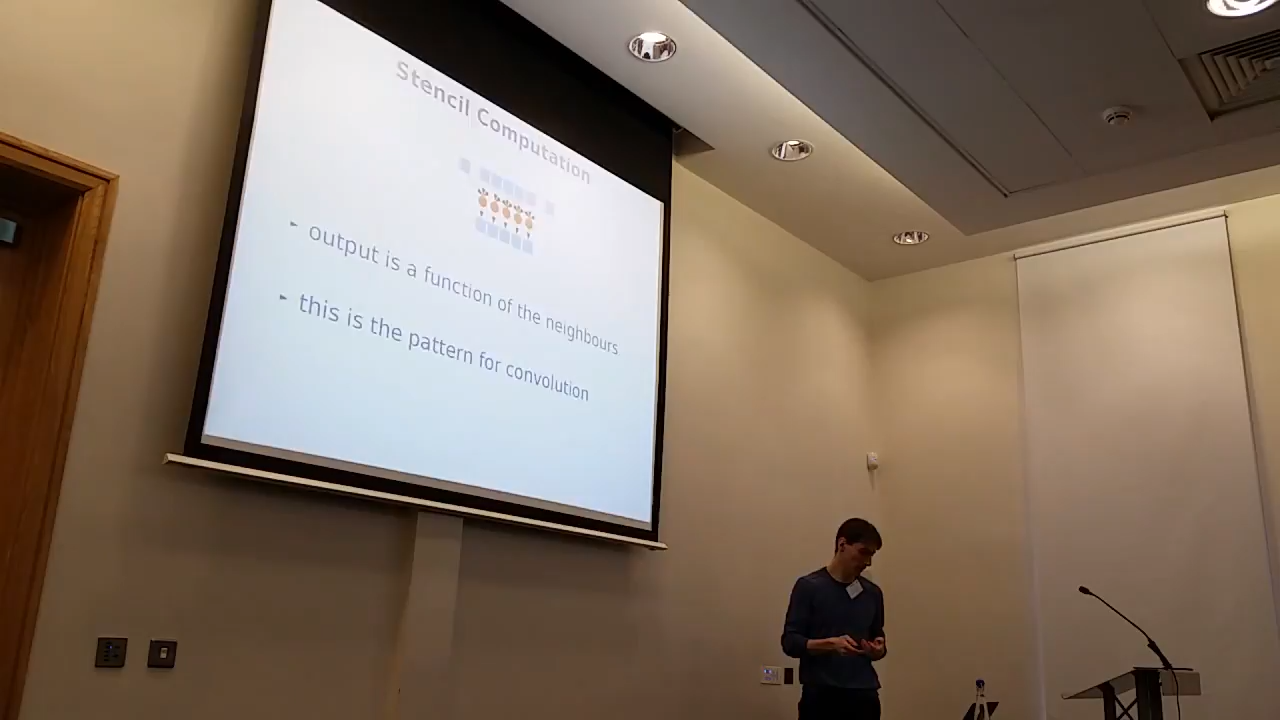 Stencil Computation
output is a function of the neighbours
this is the pattern for convolution